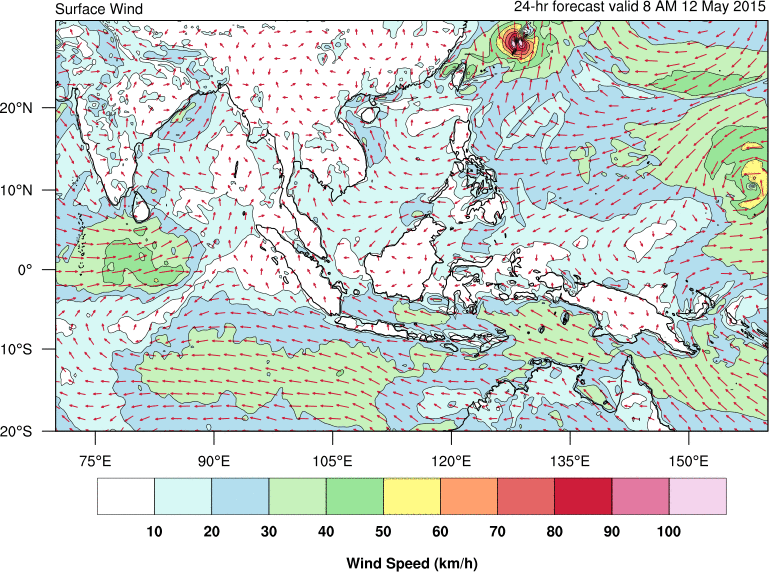 Surface Wind 24-hr forecast valid 8 AM 12 May 2015
20°N
10°N
0°
10°S
20°S
75°E 90°E 105°E 120°E 135°E 150°E
10 20 30 40 50 60 70 80 90 100
Wind Speed (km/h)